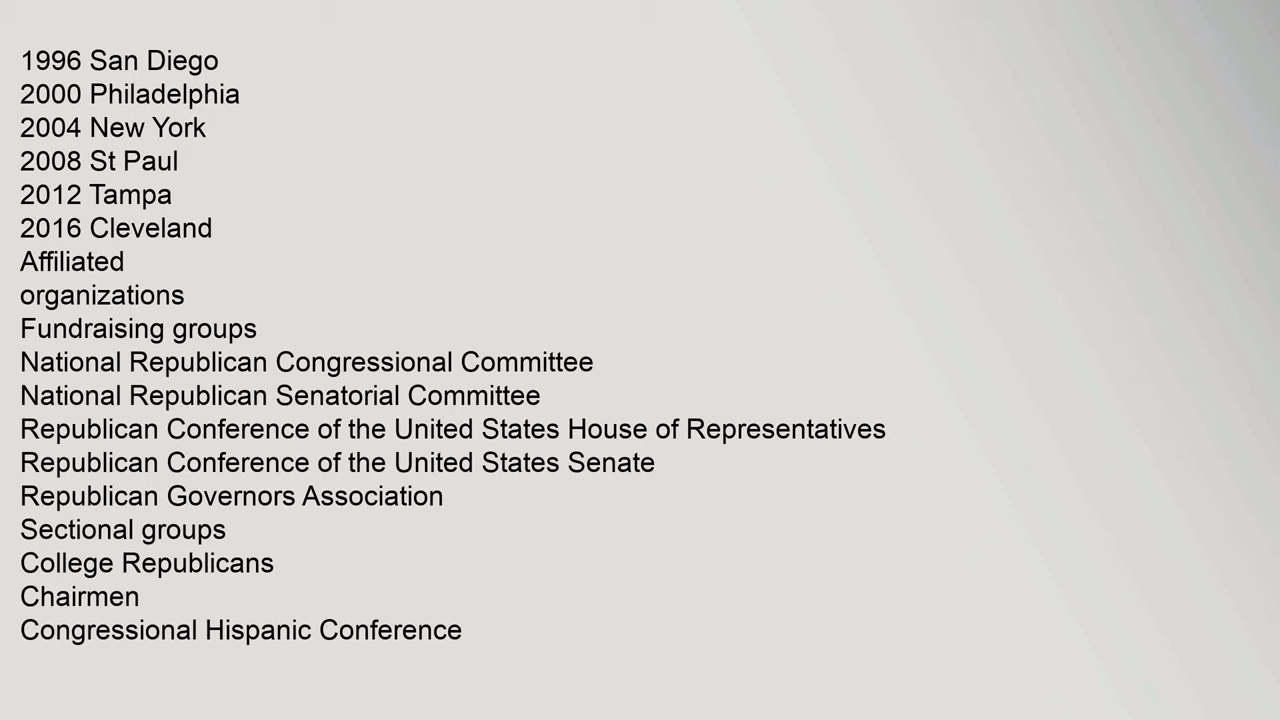 1996 San Diego
2000 Philadelphia
2004 New York
2008 St Paul
2012 Tampa
2016 Cleveland
Affiliated
organizations
Fundraising groups
National Republican Congressional Committee
National Republican Senatorial Committee
Republican Conference of the United States House of Representatives
Republican Conference of the United States Senate
Republican Governors Association
Sectional groups
College Republicans
Chairmen
Congressional Hispanic Conference